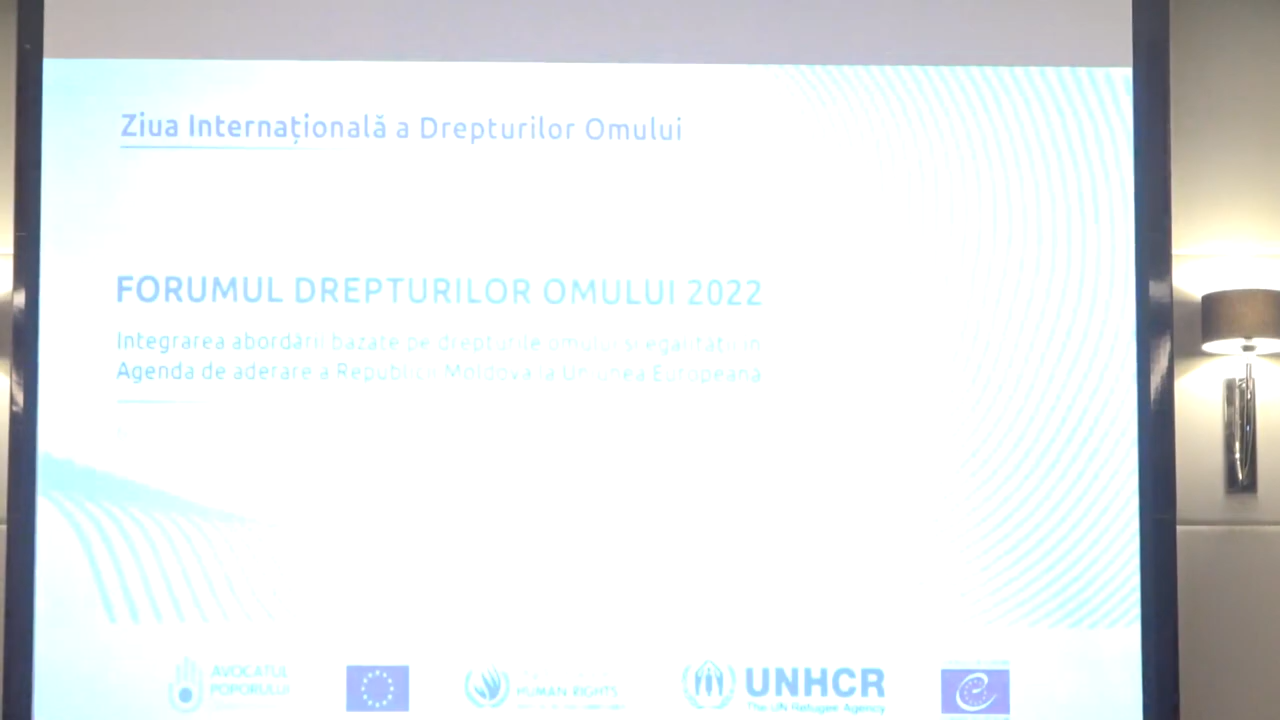 Ziua Internațională a Drepturilor Omului
FORUMUL DREPTURILOR OMULUI 2022
Integrarea abordării bazate pe drepturile omului și egalității în
Agenda de aderare a Republicii Moldova la Uniunea Europeană
AVOCATUL
POPORULUI
HUMAN RIGHTS
UNHCR
The UN Refugee Agency